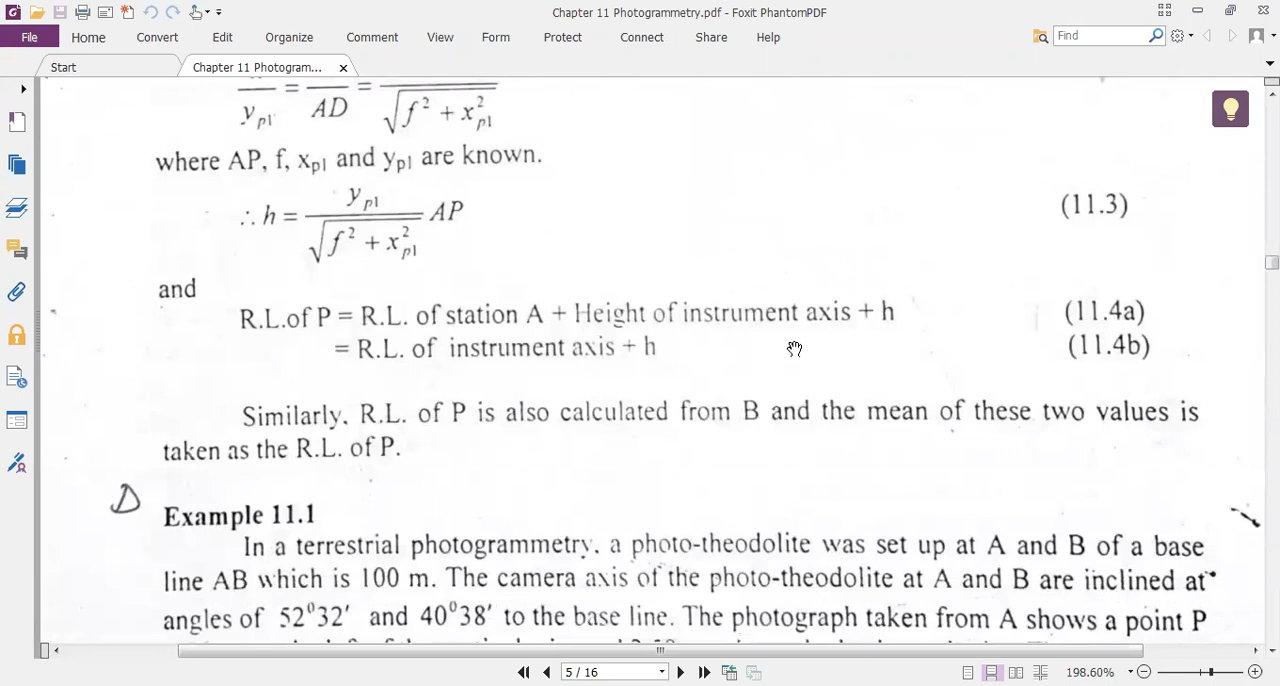 Chapter 11 Photogrammetry.pdf - Foxit PhantomPDF
File Home Convert Edit Organize Comment View Form Protect Connect Share Help
Find
Start Chapter 11 Photogram...
y_p1 = AD = √f² + x²_p1
where AP, f, x_p1 and y_p1 are known.
∴ h = y_p1 / √f² + x²_p1 AP (11.3)
and
R.L.of P = R.L. of station A + Height of instrument axis + h (11.4a)
= R.L. of instrument axis + h (11.4b)
Similarly, R.L. of P is also calculated from B and the mean of these two values is
taken as the R.L. of P.
D
Example 11.1
In a terrestrial photogrammetry, a photo-theodolite was set up at A and B of a base
line AB which is 100 m. The camera axis of the photo-theodolite at A and B are inclined at
angles of 52⁰32′ and 40⁰38′ to the base line. The photograph taken from A shows a point P
5 / 16
198.60%